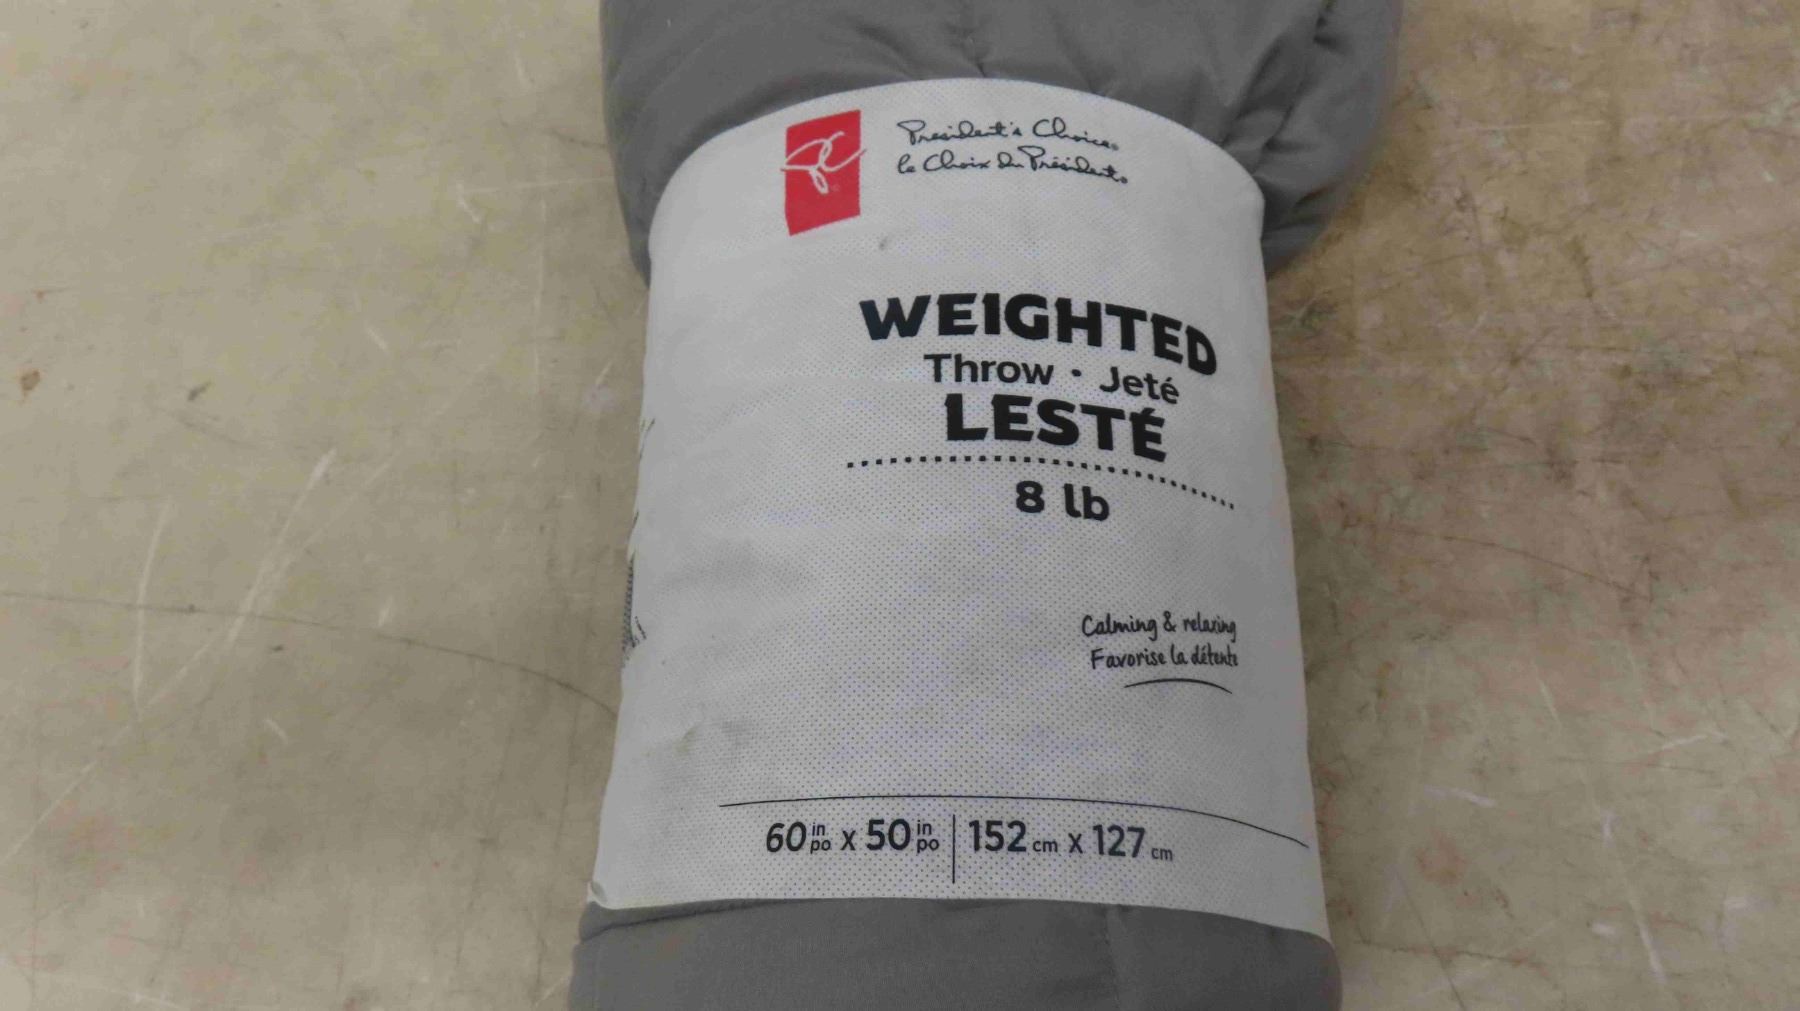 President's Choice®
le Choix du Président®
WEIGHTED
Throw • Jeté
LESTÉ
8 lb
Calming & relaxing
Favorise la détente
60 in po x 50 in po | 152 cm x 127 cm